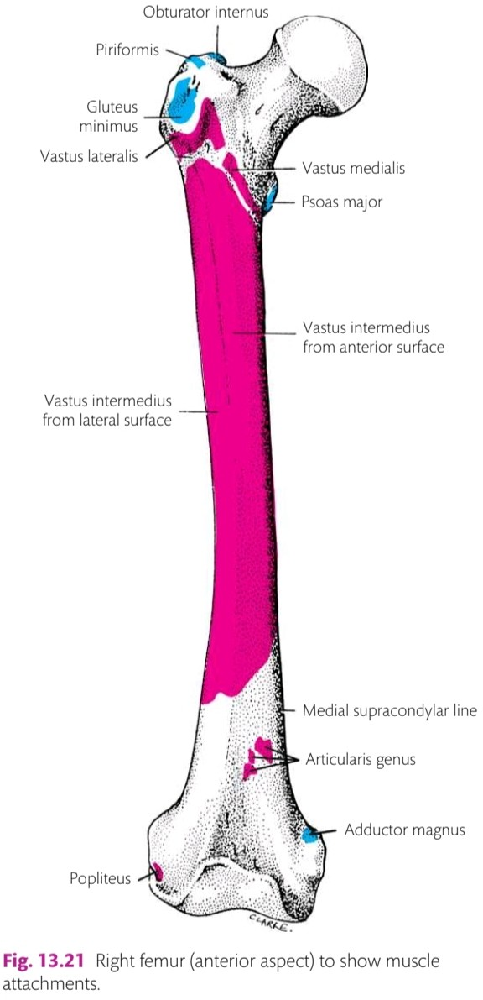 Obturator internus
Piriformis
Gluteus
minimus
Vastus lateralis
Vastus medialis
Psoas major
Vastus intermedius
from anterior surface
Vastus intermedius
from lateral surface
Medial supracondylar line
Articularis genus
Adductor magnus
Popliteus
CLARKE.
Fig. 13.21 Right femur (anterior aspect) to show muscle
attachments.